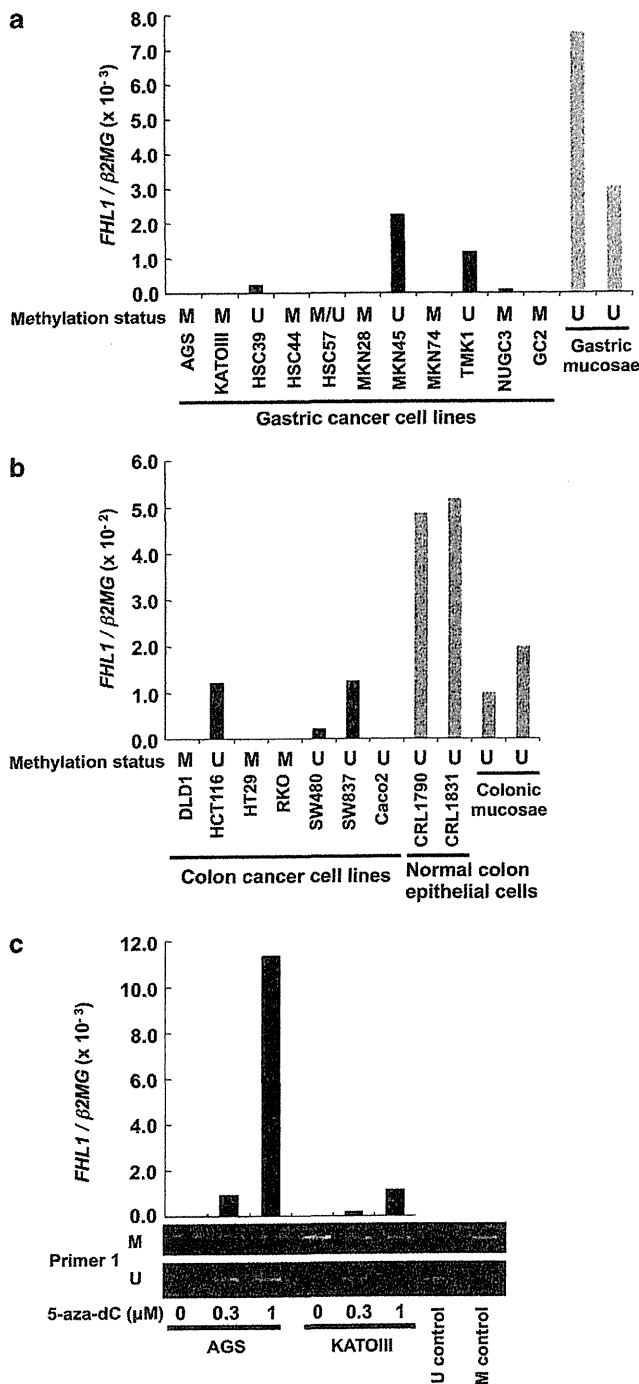 a
FHL1 / β2MG (x 10⁻³)
8.0
7.0
6.0
5.0
4.0
3.0
2.0
1.0
0.0
Methylation status M M U M M/U M U M U M M U U
AGS KATOIII HSC39 HSC44 HSC57 MKN28 MKN45 MKN74 TMK1 NUGC3 GC2
Gastric
mucosae
Gastric cancer cell lines
b
FHL1 / β2MG (x 10⁻²)
6.0
5.0
4.0
3.0
2.0
1.0
0.0
Methylation status M U M M U U U U U U U
DLD1 HCT116 HT29 RKO SW480 SW837 Caco2 CRL1790 CRL1831
Colonic
mucosae
Colon cancer cell lines
Normal colon
epithelial cells
c
FHL1 / β2MG (x 10⁻³)
12.0
10.0
8.0
6.0
4.0
2.0
0.0
M
Primer 1
U
5-aza-dC (µM) 0 0.3 1 0 0.3 1
AGS KATOIII
U control
M control